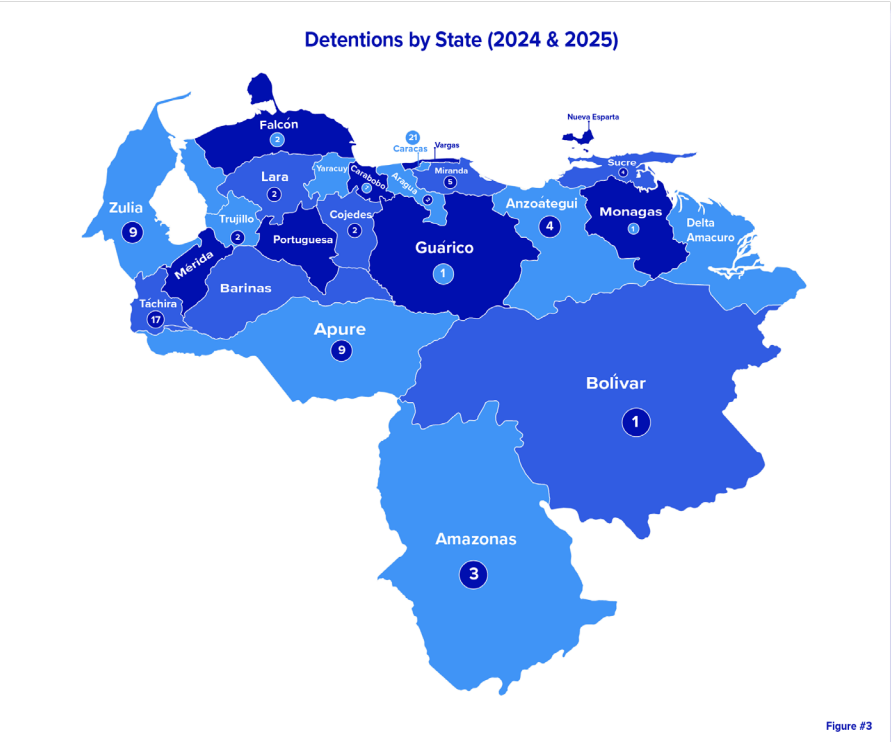 Detentions by State (2024 & 2025)
Nueva Esparta
Falcón
2
21
Caracas
Vargas
Sucre
4
Lara
2
Yaracuy
Carabobo
Aragua
Miranda
5
Zulia
9
Trujillo
2
Cojedes
2
Portuguesa
Guárico
1
Anzoátegui
4
Monagas
1
Delta
Amacuro
Mérida
Táchira
17
Barinas
Apure
9
Bolívar
1
Amazonas
3
Figure #3